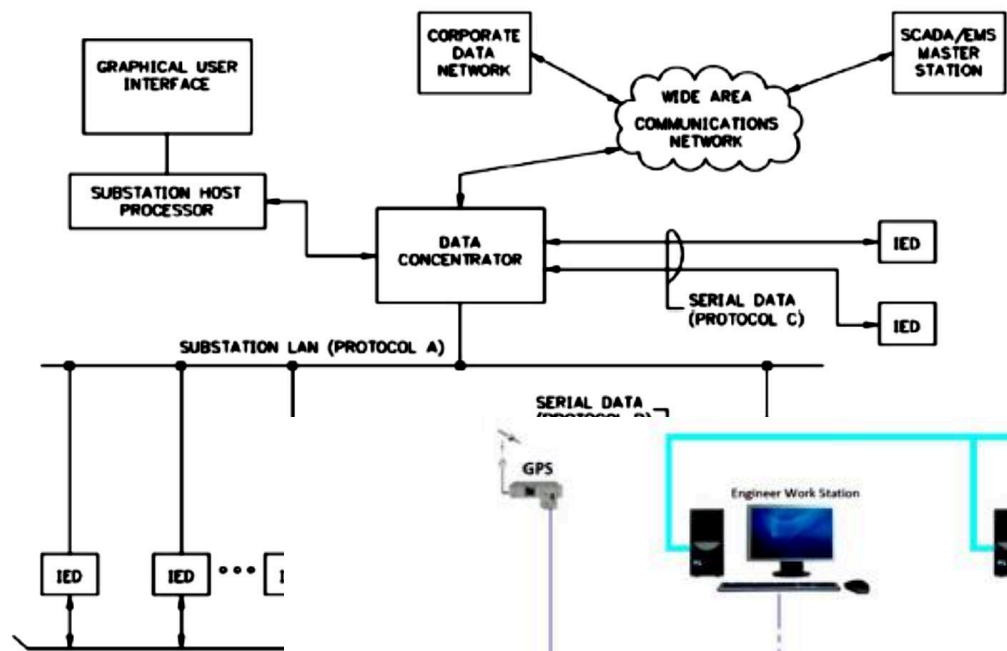 CORPORATE
DATA
NETWORK
SCADA/EMS
MASTER
STATION
GRAPHICAL USER
INTERFACE
WIDE AREA
COMMUNICATIONS
NETWORK
SUBSTATION HOST
PROCESSOR
DATA
CONCENTRATOR
IED
SERIAL DATA
(PROTOCOL C)
IED
SUBSTATION LAN (PROTOCOL A)
SERIAL DATA
GPS
Engineer Work Station
IED
IED